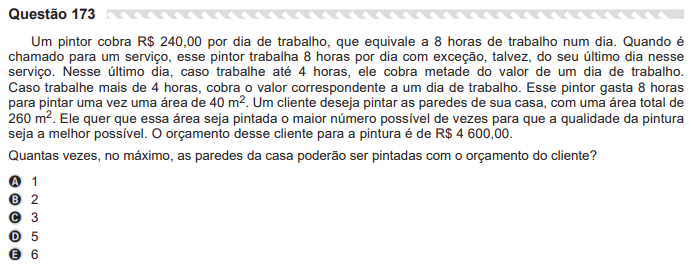 Questão 173
Um pintor cobra R$ 240,00 por dia de trabalho, que equivale a 8 horas de trabalho num dia. Quando é
chamado para um serviço, esse pintor trabalha 8 horas por dia com exceção, talvez, do seu último dia nesse
serviço. Nesse último dia, caso trabalhe até 4 horas, ele cobra metade do valor de um dia de trabalho.
Caso trabalhe mais de 4 horas, cobra o valor correspondente a um dia de trabalho. Esse pintor gasta 8 horas
para pintar uma vez uma área de 40 m². Um cliente deseja pintar as paredes de sua casa, com uma área total de
260 m². Ele quer que essa área seja pintada o maior número possível de vezes para que a qualidade da pintura
seja a melhor possível. O orçamento desse cliente para a pintura é de R$ 4 600,00.
Quantas vezes, no máximo, as paredes da casa poderão ser pintadas com o orçamento do cliente?
A 1
B 2
C 3
D 5
E 6